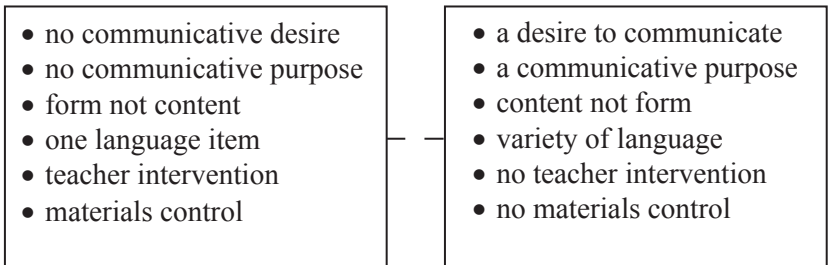 • no communicative desire
• no communicative purpose
• form not content
• one language item
• teacher intervention
• materials control
• a desire to communicate
• a communicative purpose
• content not form
• variety of language
• no teacher intervention
• no materials control